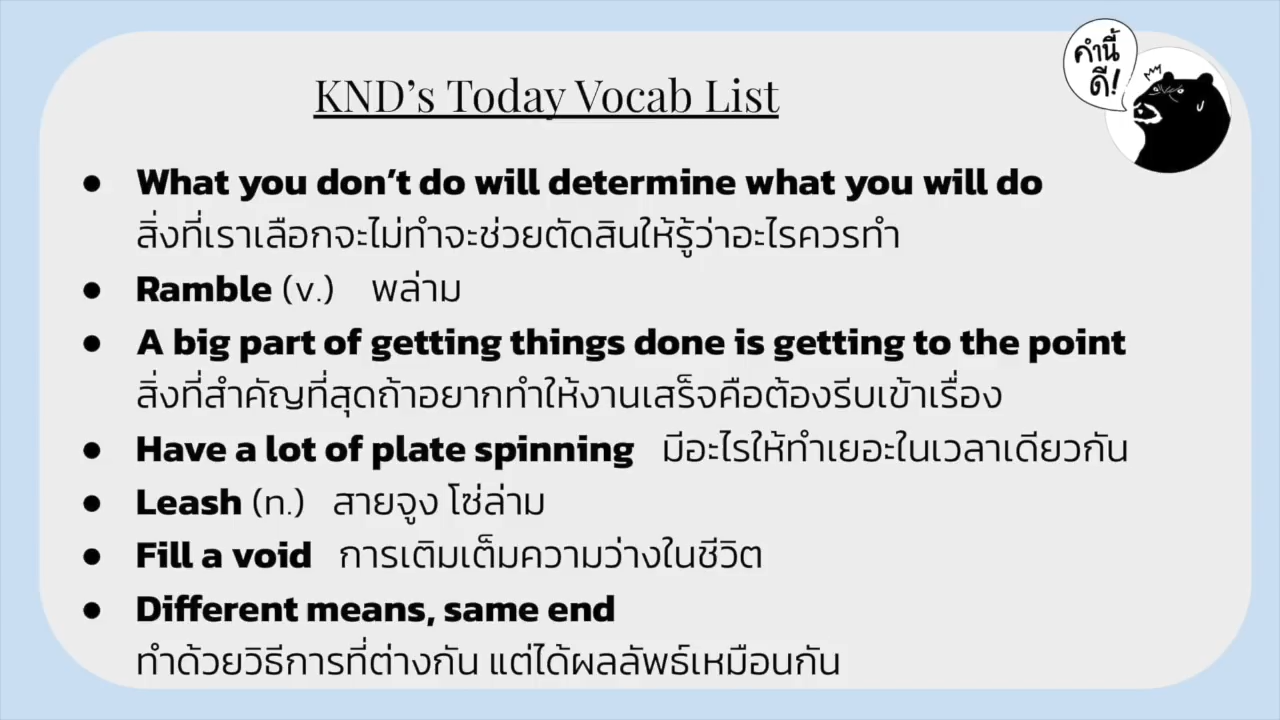 คำนี้
ดี!
KND’s Today Vocab List
● What you don’t do will determine what you will do
สิ่งที่เราเลือกจะไม่ทำจะช่วยตัดสินให้รู้ว่าอะไรควรทำ
● Ramble (v.) พล่าม
● A big part of getting things done is getting to the point
สิ่งที่สำคัญที่สุดถ้าอยากทำให้งานเสร็จคือต้องรีบเข้าเรื่อง
● Have a lot of plate spinning มีอะไรให้ทำเยอะในเวลาเดียวกัน
● Leash (n.) สายจูง โซ่ล่าม
● Fill a void การเติมเต็มความว่างในชีวิต
● Different means, same end
ทำด้วยวิธีการที่ต่างกัน แต่ได้ผลลัพธ์เหมือนกัน